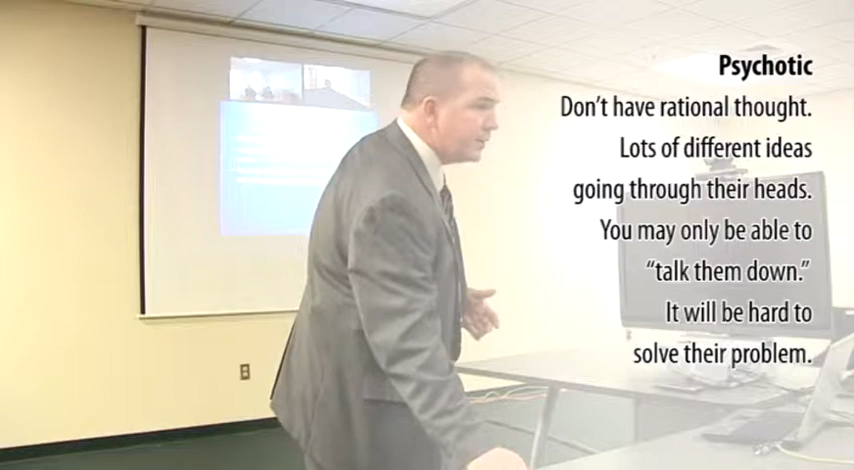 Psychotic
Don't have rational thought.
Lots of different ideas
going through their heads.
You may only be able to
“talk them down.”
It will be hard to
solve their problem.